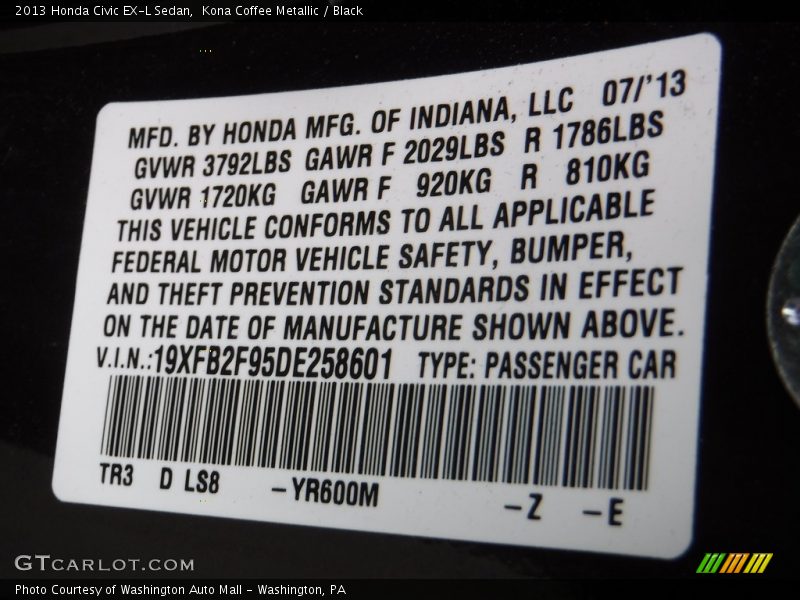 2013 Honda Civic EX-L Sedan, Kona Coffee Metallic / Black
MFD. BY HONDA MFG. OF INDIANA, LLC 07/'13
GVWR 3792LBS GAWR F 2029LBS R 1786LBS
GVWR 1720KG GAWR F 920KG R 810KG
THIS VEHICLE CONFORMS TO ALL APPLICABLE
FEDERAL MOTOR VEHICLE SAFETY, BUMPER,
AND THEFT PREVENTION STANDARDS IN EFFECT
ON THE DATE OF MANUFACTURE SHOWN ABOVE.
V.I.N.:19XFB2F95DE258601 TYPE: PASSENGER CAR
TR3 D LS8 -YR600M -Z -E
GTCARLOT.COM
Photo Courtesy of Washington Auto Mall - Washington, PA